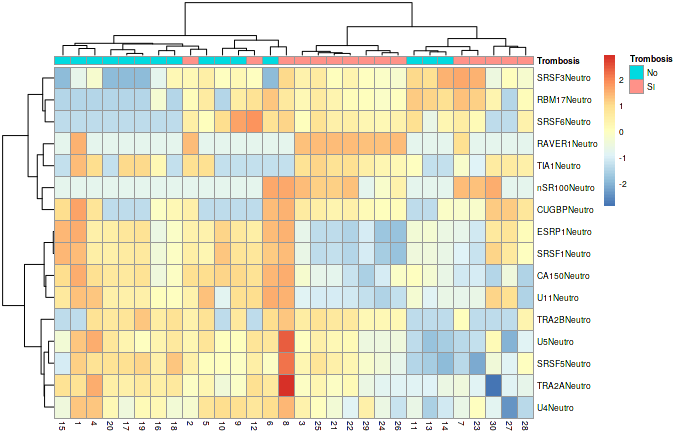 Trombosis
SRSF3Neutro
RBM17Neutro
SRSF6Neutro
RAVER1Neutro
TIA1Neutro
nSR100Neutro
CUGBPNeutro
ESRP1Neutro
SRSF1Neutro
CA150Neutro
U11Neutro
TRA2BNeutro
U5Neutro
SRSF5Neutro
TRA2ANeutro
U4Neutro
15 1 4 20 17 19 16 18 2 5 10 9 12 6 8 3 25 21 22 29 24 26 11 13 14 7 23 30 27 28
2
1
0
-1
-2
Trombosis
No
SI